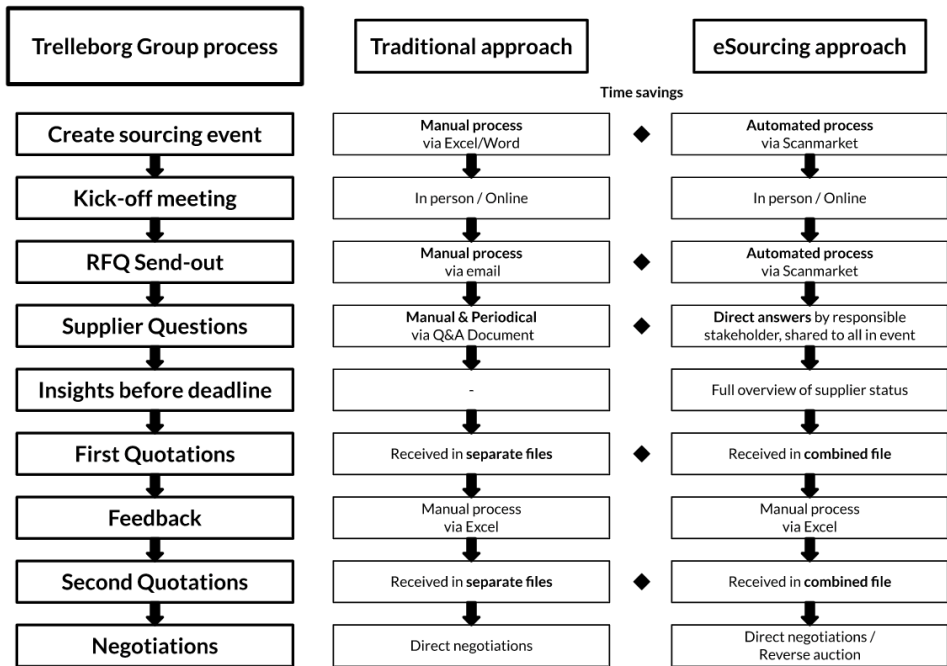 Trelleborg Group process
Traditional approach
eSourcing approach
Time savings
Create sourcing event
Manual process
via Excel/Word
Automated process
via Scanmarket
Kick-off meeting
In person / Online
In person / Online
RFQ Send-out
Manual process
via email
Automated process
via Scanmarket
Supplier Questions
Manual & Periodical
via Q&A Document
Direct answers by responsible
stakeholder, shared to all in event
Insights before deadline
-
Full overview of supplier status
First Quotations
Received in separate files
Received in combined file
Feedback
Manual process
via Excel
Manual process
via Excel
Second Quotations
Received in separate files
Received in combined file
Negotiations
Direct negotiations
Direct negotiations /
Reverse auction